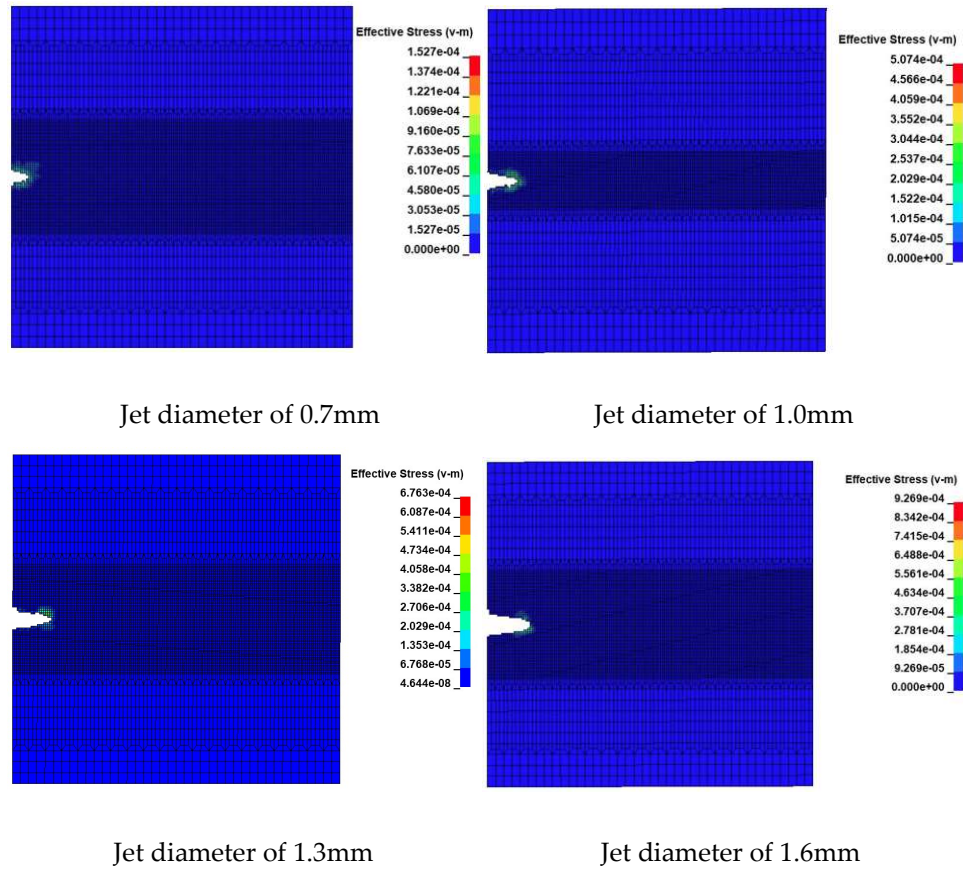 Effective Stress (v-m)
1.527e-04
1.374e-04
1.221e-04
1.069e-04
9.160e-05
7.633e-05
6.107e-05
4.580e-05
3.053e-05
1.527e-05
0.000e+00
Effective Stress (v-m)
5.074e-04
4.566e-04
4.059e-04
3.552e-04
3.044e-04
2.537e-04
2.029e-04
1.522e-04
1.015e-04
5.074e-05
0.000e+00
Jet diameter of 0.7mm
Jet diameter of 1.0mm
Effective Stress (v-m)
6.763e-04
6.087e-04
5.411e-04
4.734e-04
4.058e-04
3.382e-04
2.706e-04
2.029e-04
1.353e-04
6.768e-05
4.644e-08
Effective Stress (v-m)
9.269e-04
8.342e-04
7.415e-04
6.488e-04
5.561e-04
4.634e-04
3.707e-04
2.781e-04
1.854e-04
9.269e-05
0.000e+00
Jet diameter of 1.3mm
Jet diameter of 1.6mm